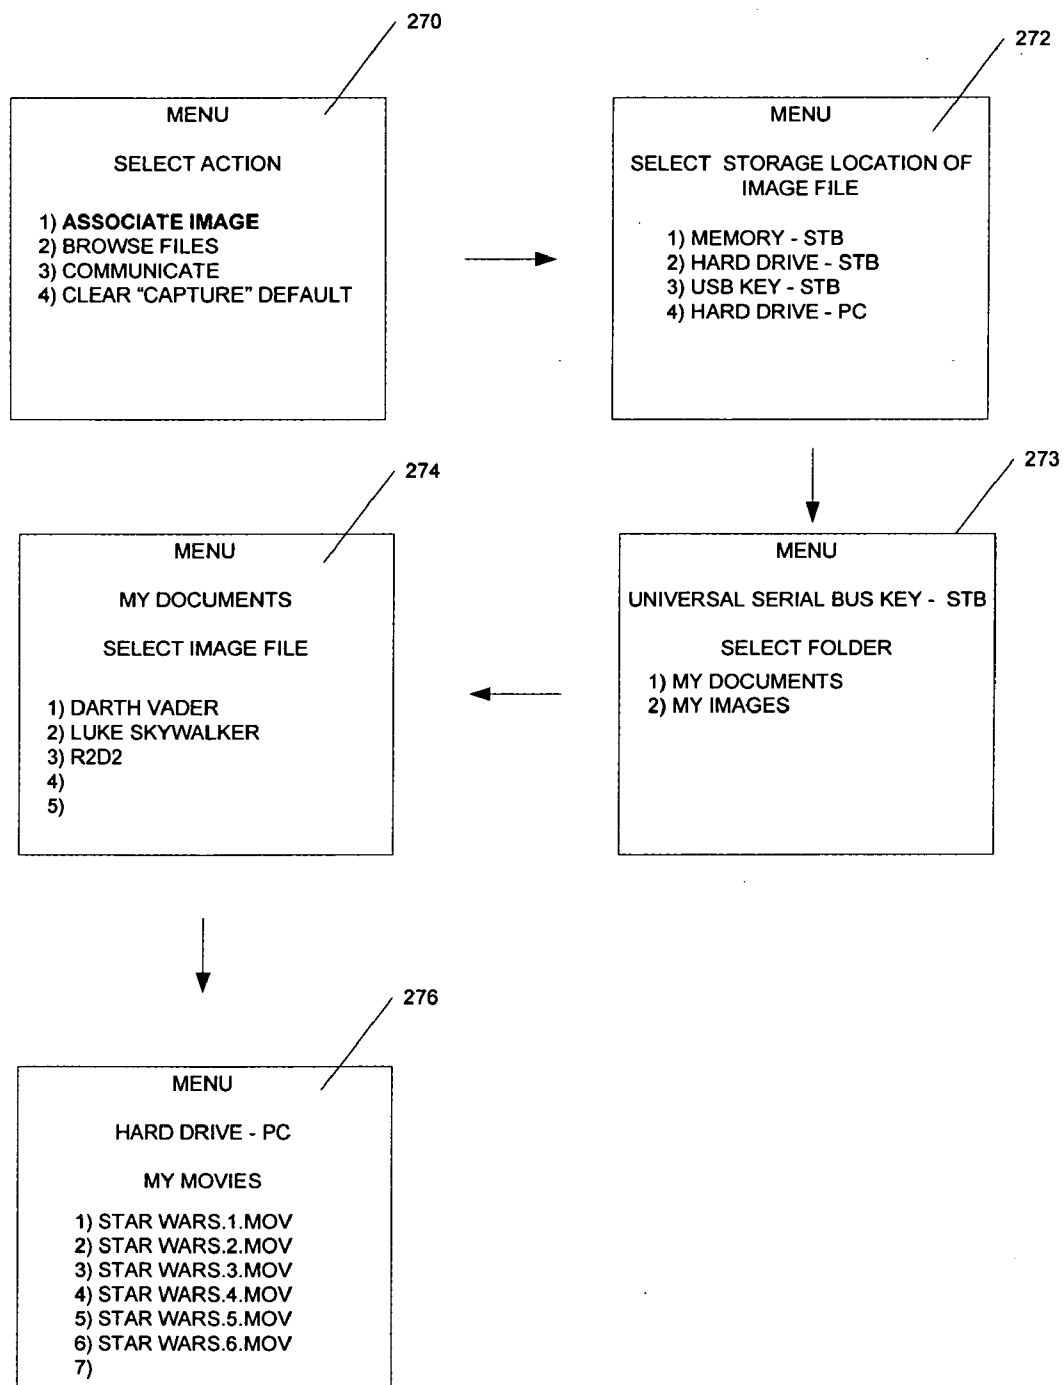 270
MENU
SELECT ACTION
1) ASSOCIATE IMAGE
2) BROWSE FILES
3) COMMUNICATE
4) CLEAR “CAPTURE” DEFAULT
272
MENU
SELECT STORAGE LOCATION OF
IMAGE FILE
1) MEMORY - STB
2) HARD DRIVE - STB
3) USB KEY - STB
4) HARD DRIVE - PC
273
MENU
UNIVERSAL SERIAL BUS KEY - STB
SELECT FOLDER
1) MY DOCUMENTS
2) MY IMAGES
274
MENU
MY DOCUMENTS
SELECT IMAGE FILE
1) DARTH VADER
2) LUKE SKYWALKER
3) R2D2
4)
5)
276
MENU
HARD DRIVE - PC
MY MOVIES
1) STAR WARS.1.MOV
2) STAR WARS.2.MOV
3) STAR WARS.3.MOV
4) STAR WARS.4.MOV
5) STAR WARS.5.MOV
6) STAR WARS.6.MOV
7)